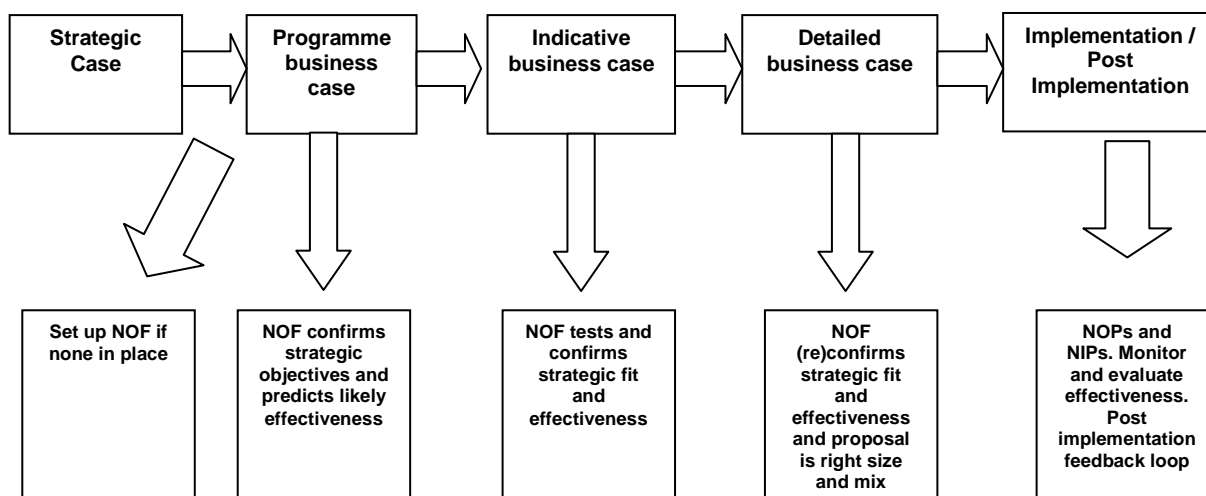 Strategic
Case
Programme
business
case
Indicative
business case
Detailed
business case
Implementation /
Post
Implementation
Set up NOF if
none in place
NOF confirms
strategic
objectives and
predicts likely
effectiveness
NOF tests and
confirms
strategic fit
and
effectiveness
NOF
(re)confirms
strategic fit
and
effectiveness
and proposal
is right size
and mix
NOPs and
NIPs. Monitor
and evaluate
effectiveness.
Post
implementation
feedback loop